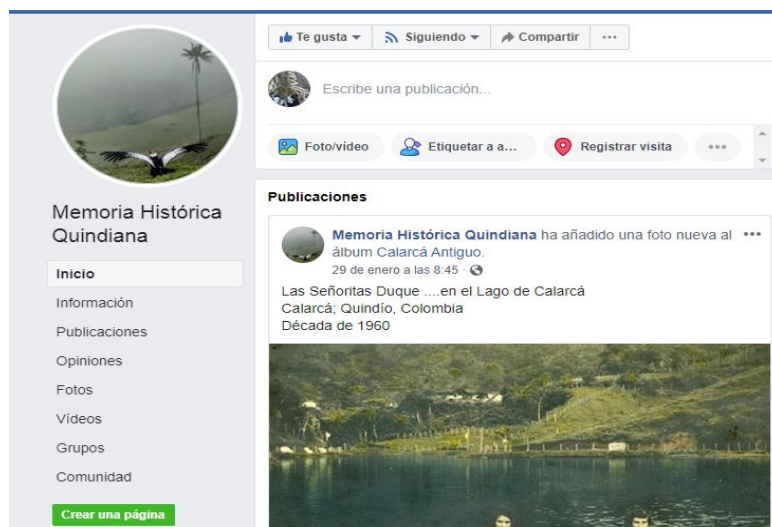 Te gusta Siguiendo Compartir
Escribe una publicación...
Foto/vídeo Etiquetar a a... Registrar visita
Memoria Histórica
Quindiana
Inicio
Información
Publicaciones
Opiniones
Fotos
Vídeos
Grupos
Comunidad
Crear una página
Publicaciones
Memoria Histórica Quindiana ha añadido una foto nueva al
álbum Calarcá Antiguo.
29 de enero a las 8:45 ·
Las Señoritas Duque ....en el Lago de Calarcá
Calarcá; Quindío, Colombia
Década de 1960